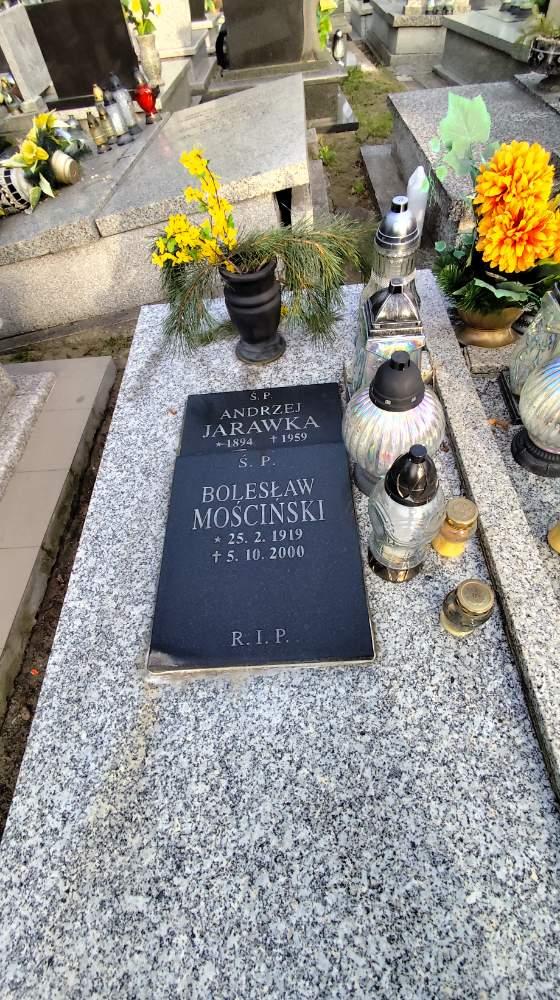 Ś. P.
ANDRZEJ
JARAWKA
* 1894 † 1959
Ś. P.
BOLESŁAW
MOŚCIŃSKI
* 25. 2. 1919
† 5. 10. 2000
R. I. P.